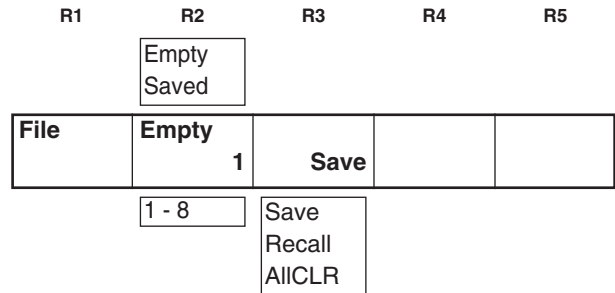 R1 R2 R3 R4 R5
Empty
Saved
File Empty
1 Save
1 - 8 Save
Recall
AllCLR